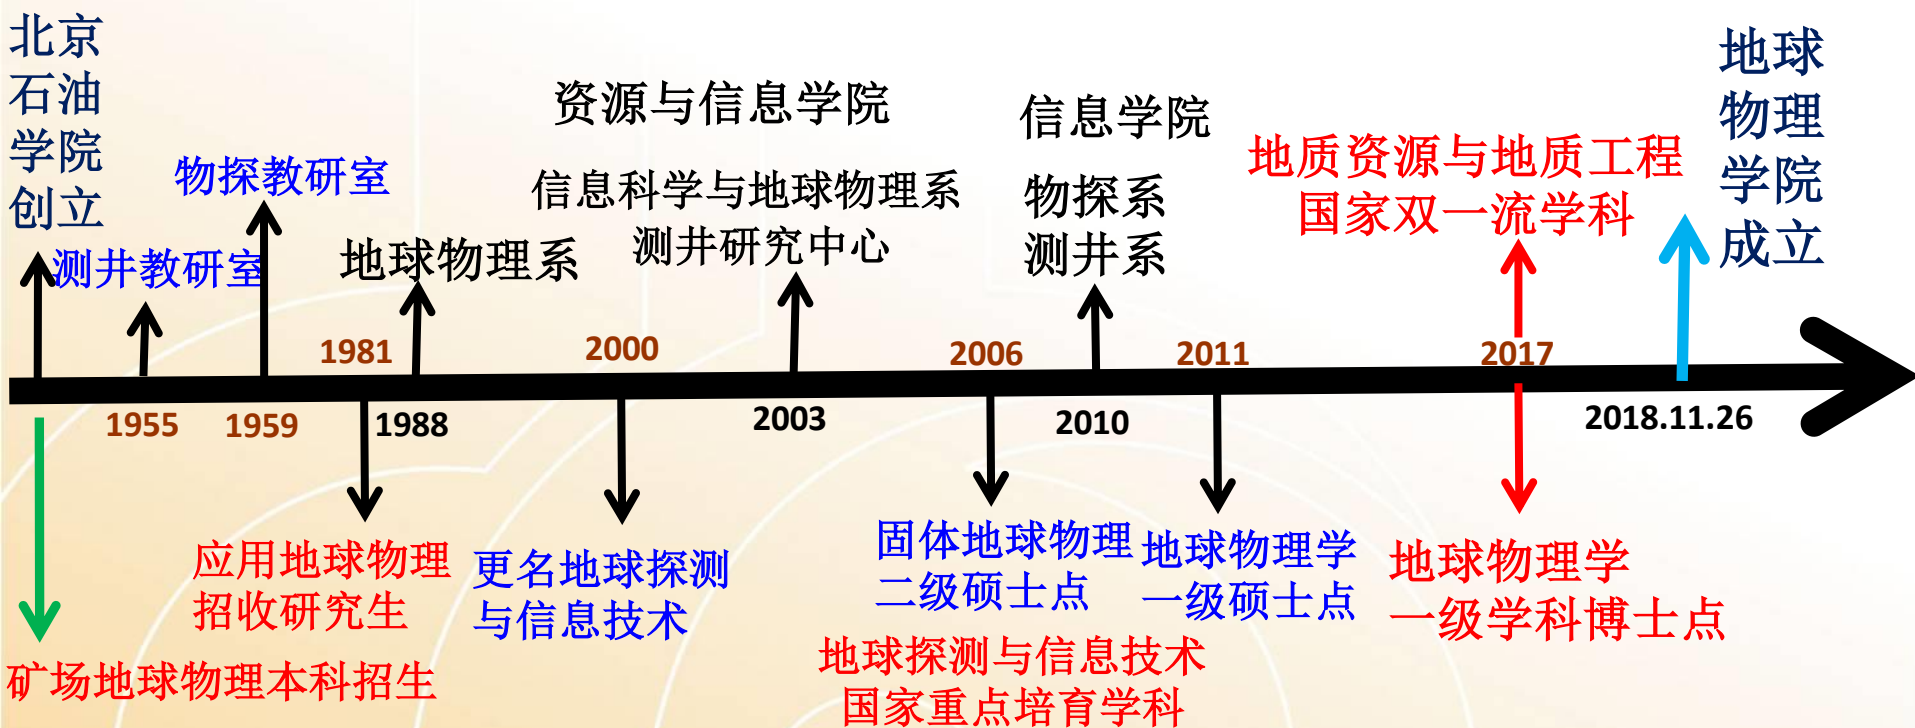 北京
石油
学院
创立
测井教研室
物探教研室
地球物理系
资源与信息学院
信息科学与地球物理系
测井研究中心
信息学院
物探系
测井系
地质资源与地质工程
国家双一流学科
地球
物理
学院
成立
1981
2000
2006
2011
2017
1955
1959
1988
2003
2010
2018.11.26
矿场地球物理本科招生
应用地球物理
招收研究生
更名地球探测
与信息技术
固体地球物理
二级硕士点
地球探测与信息技术
国家重点培育学科
地球物理学
一级硕士点
地球物理学
一级学科博士点